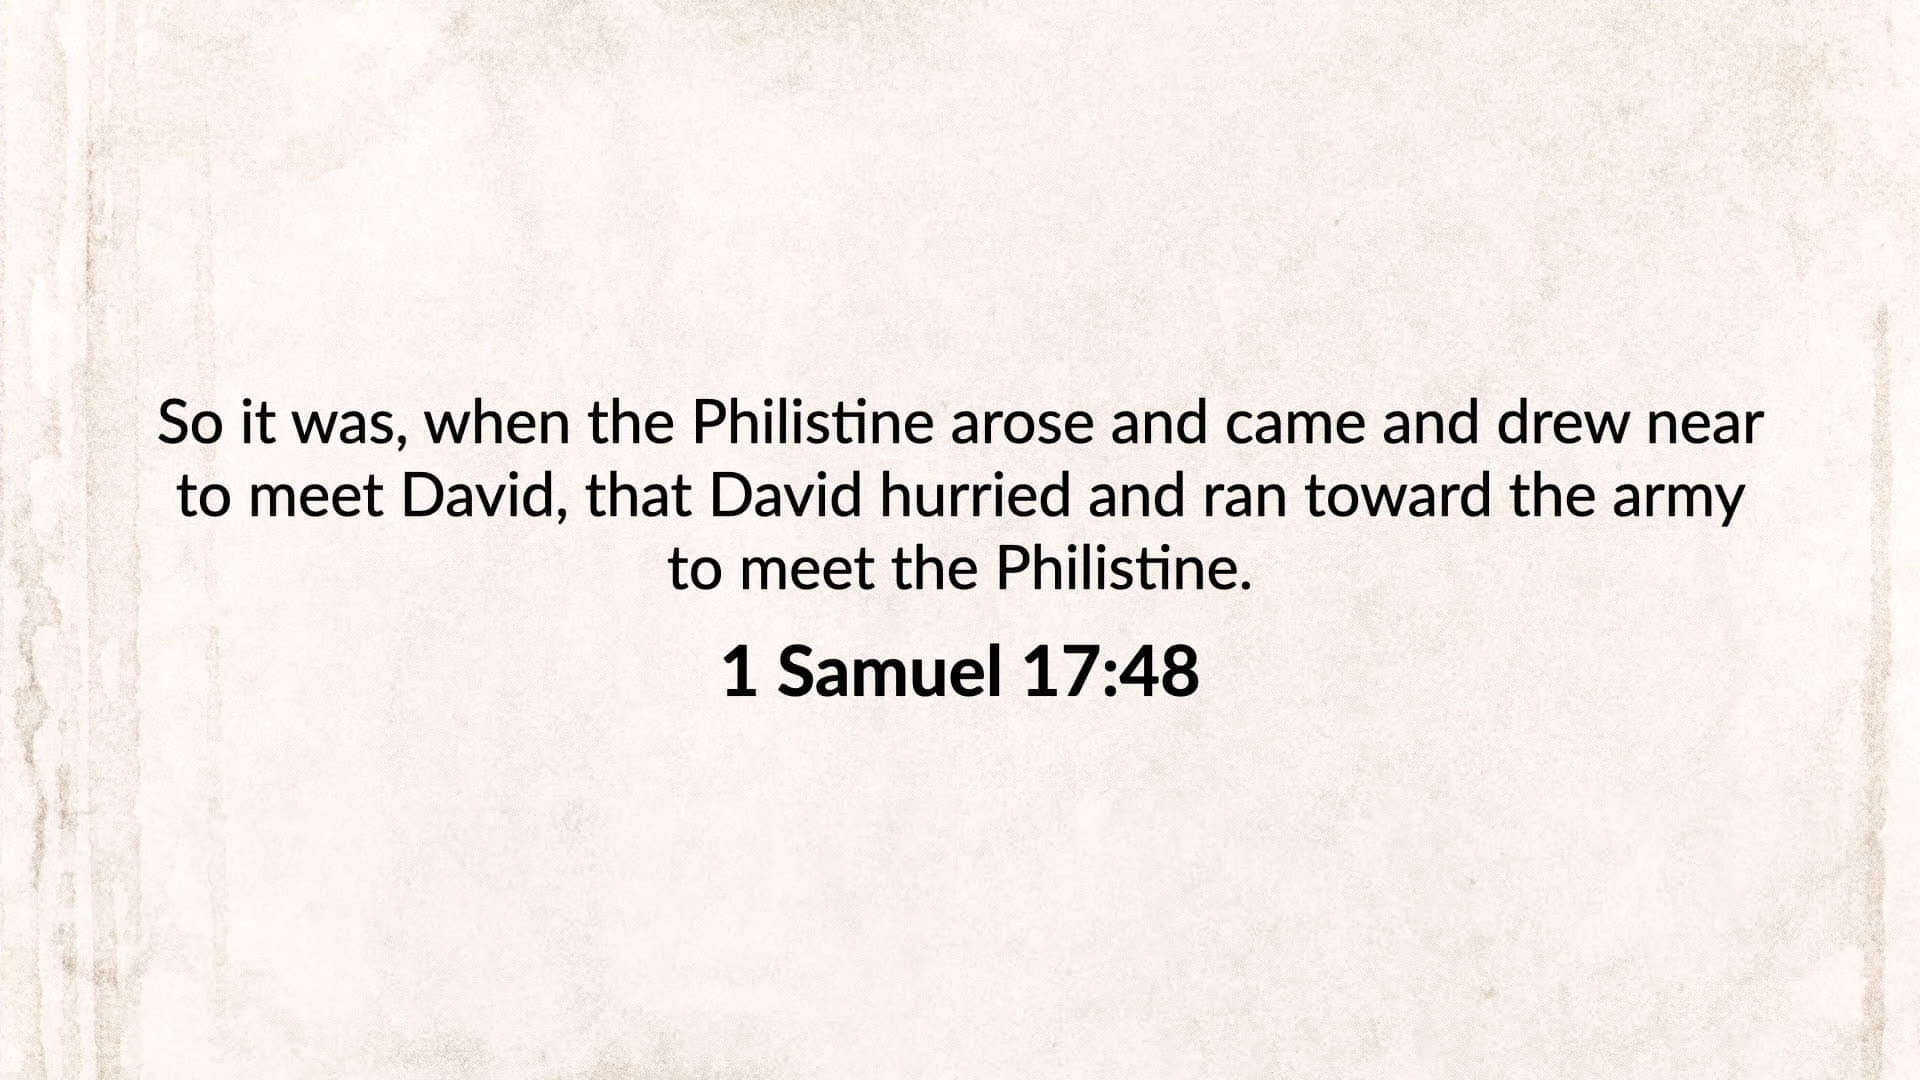 So it was, when the Philistine arose and came and drew near
to meet David, that David hurried and ran toward the army
to meet the Philistine.
1 Samuel 17:48